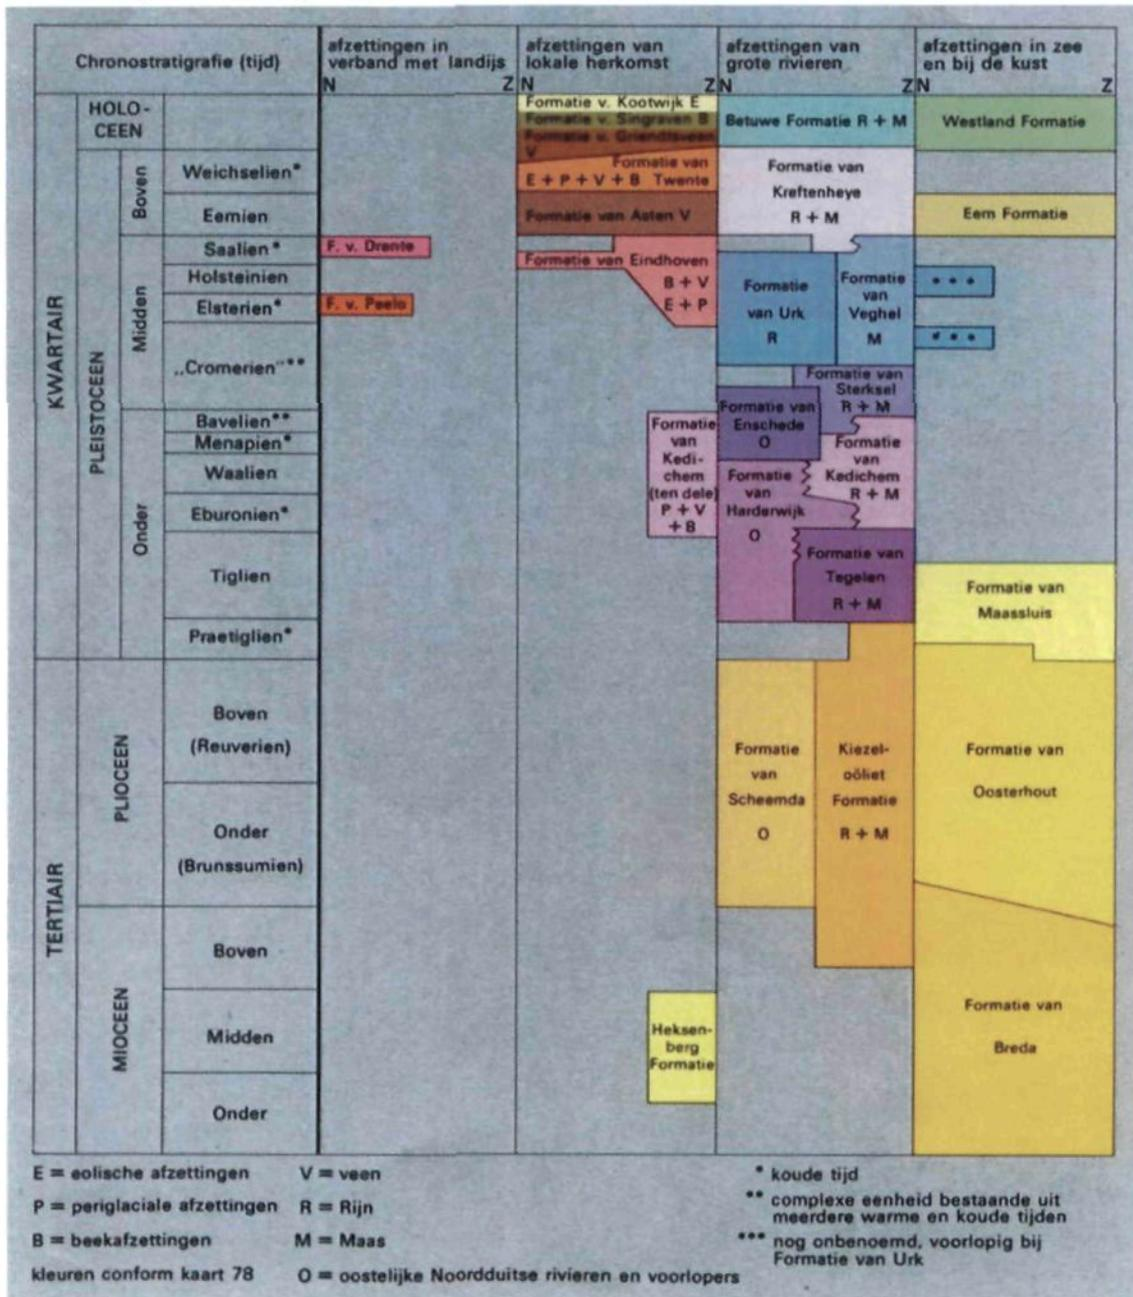 Chronostratigrafie (tijd)
afzettingen in
verband met landijs
N Z
afzettingen van
lokale herkomst
N Z
afzettingen van
grote rivieren
N Z
afzettingen in zee
en bij de kust
N Z
KWARTAIR
TERTIAIR
HOLO-
CEEN
PLEISTOCEEN
PLIOCEEN
MIOCEEN
Boven
Midden
Onder
Weichselien*
Eemien
Saalien*
Holsteinien
Elsterien*
„Cromerien"**
Bavelien**
Menapien*
Waalien
Eburonien*
Tiglien
Praetiglien*
Boven
(Reuverien)
Onder
(Brunssumien)
Boven
Midden
Onder
F. v. Drente
F. v. Peelo
Formatie v. Kootwijk E
Formatie v. Singraven B
Formatie v. Griendtsveen
V
Formatie van
E + P + V + B Twente
Formatie van Asten V
Formatie van Eindhoven
B + V
E + P
Formatie
van
Kedi-
chem
(ten dele)
P + V
+ B
Heksen-
berg
Formatie
Betuwe Formatie R + M
Formatie van
Kreftenheye
R + M
Formatie
van Urk
R
Formatie
van
Veghel
M
Formatie van
Sterksel
R + M
Formatie van
Enschede
O
Formatie
van
Kedichem
R + M
Formatie
van
Harderwijk
O
Formatie van
Tegelen
R + M
Formatie
van
Scheemda
O
Kiezel-
oöliet
Formatie
R + M
Westland Formatie
Eem Formatie
* * *
* * *
Formatie van
Maassluis
Formatie van
Oosterhout
Formatie van
Breda
E = eolische afzettingen
P = periglaciale afzettingen
B = beekafzettingen
kleuren conform kaart 78
V = veen
R = Rijn
M = Maas
O = oostelijke Noordduitse rivieren en voorlopers
* koude tijd
** complexe eenheid bestaande uit
meerdere warme en koude tijden
*** nog onbenoemd, voorlopig bij
Formatie van Urk